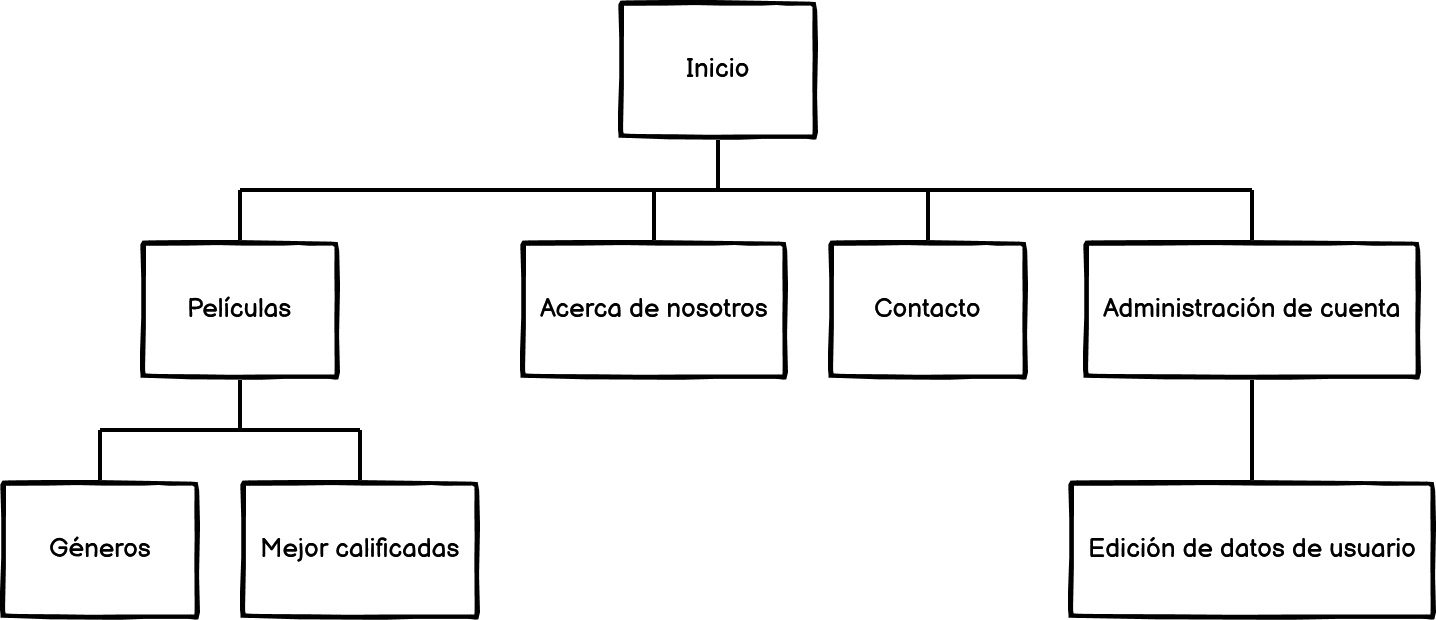 Inicio
Películas
Acerca de nosotros
Contacto
Administración de cuenta
Géneros
Mejor calificadas
Edición de datos de usuario